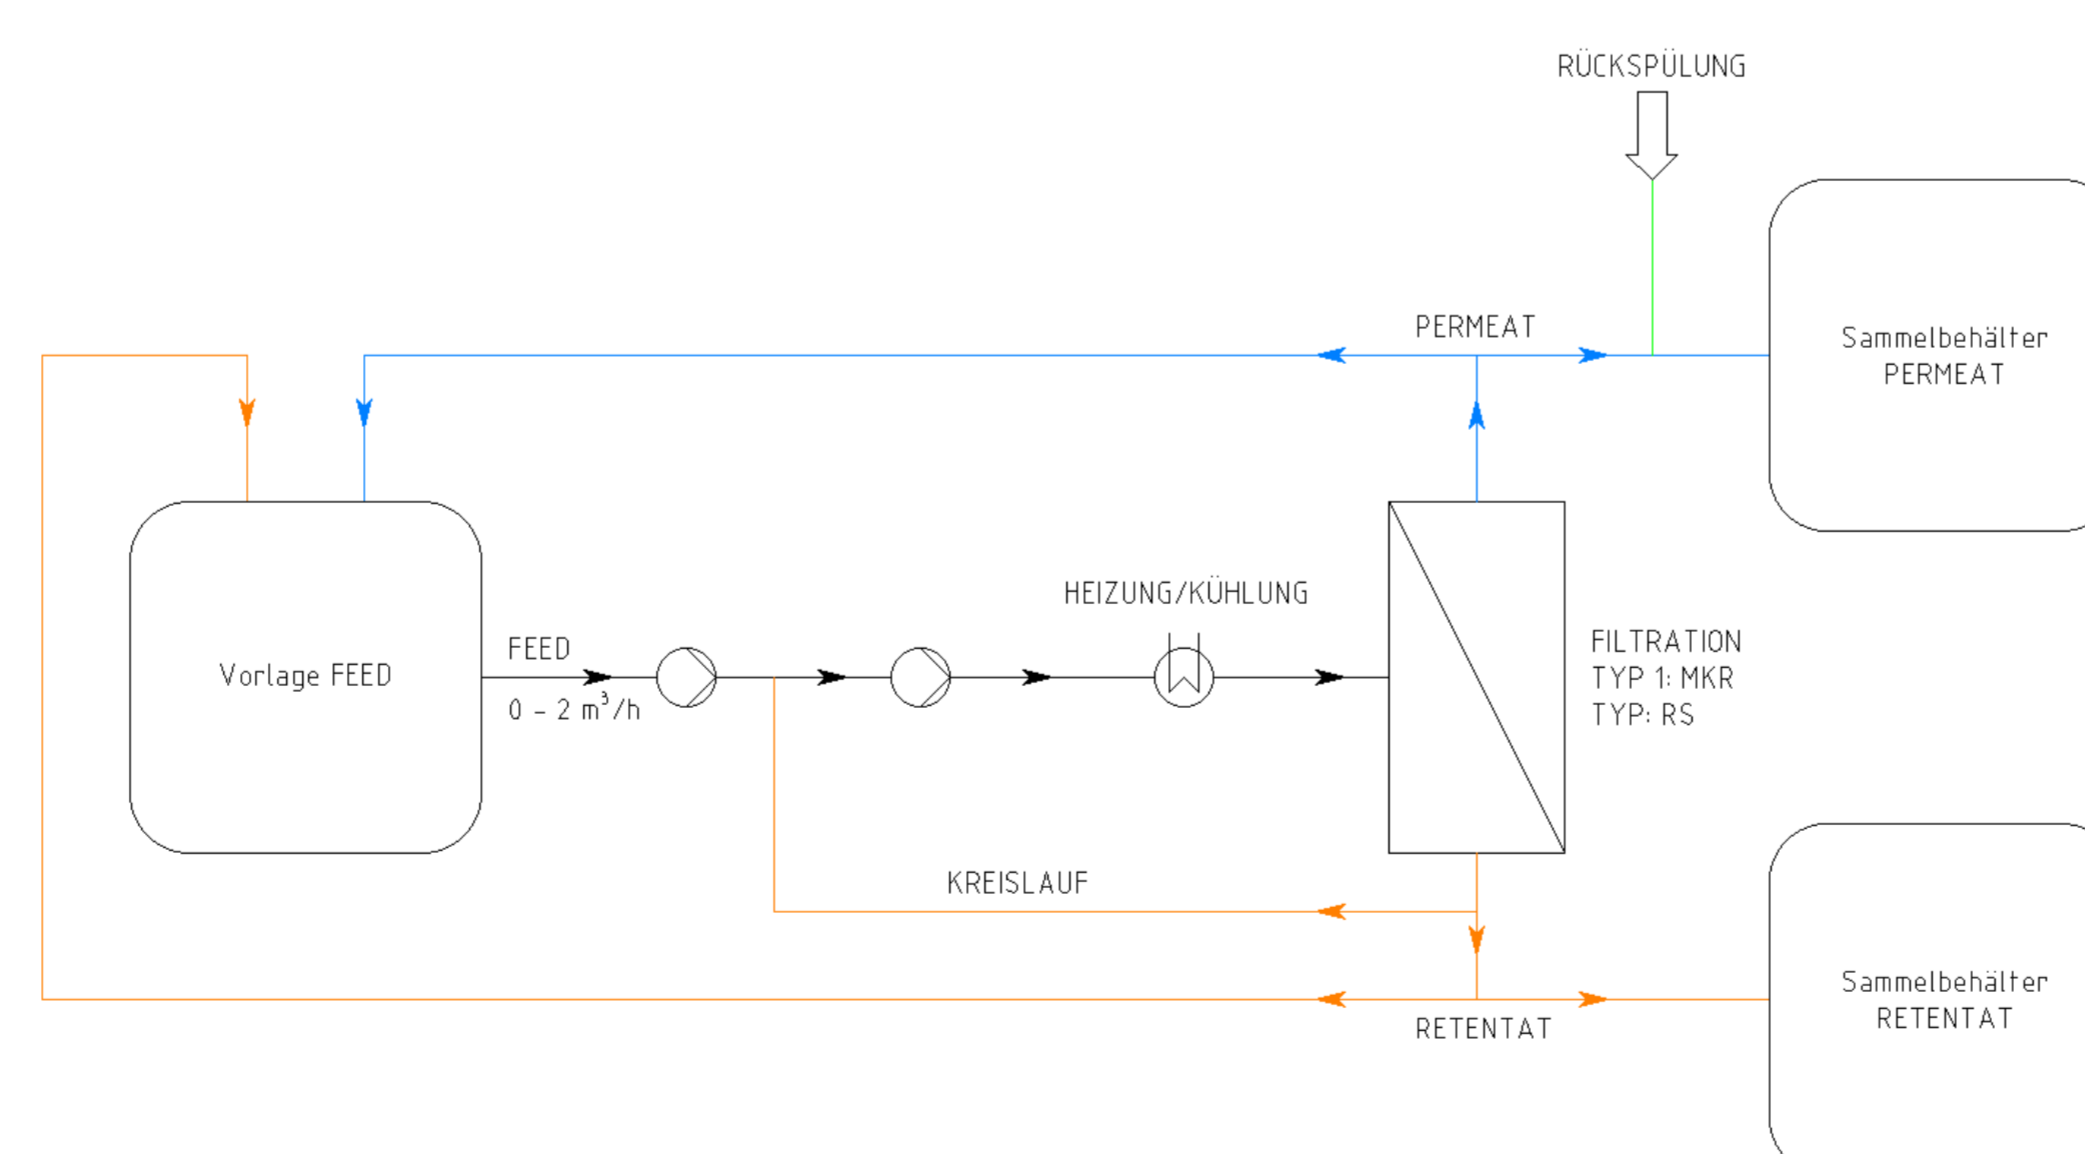 RÜCKSPÜLUNG
PERMEAT
Sammelbehälter
PERMEAT
HEIZUNG/KÜHLUNG
FEED
Vorlage FEED
0 - 2 m³/h
FILTRATION
TYP 1: MKR
TYP: RS
KREISLAUF
Sammelbehälter
RETENTAT
RETENTAT